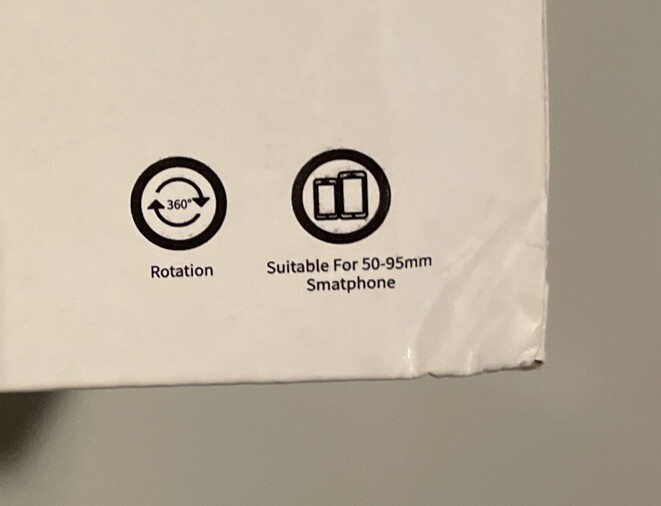 360°
Rotation
Suitable For 50-95mm
Smatphone